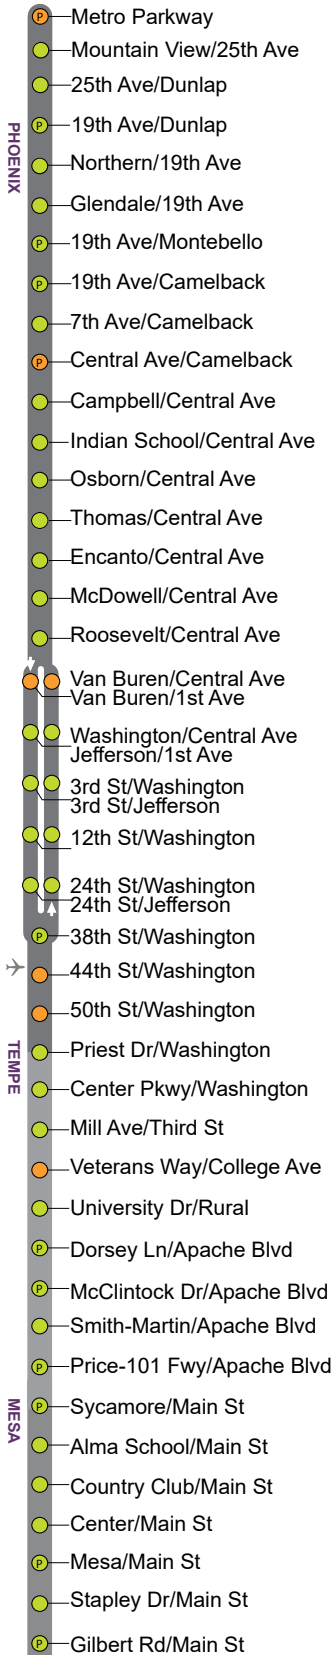 P Metro Parkway
Mountain View/25th Ave
25th Ave/Dunlap
P 19th Ave/Dunlap
PHOENIX
Northern/19th Ave
Glendale/19th Ave
P 19th Ave/Montebello
P 19th Ave/Camelback
7th Ave/Camelback
P Central Ave/Camelback
Campbell/Central Ave
Indian School/Central Ave
Osborn/Central Ave
Thomas/Central Ave
Encanto/Central Ave
McDowell/Central Ave
Roosevelt/Central Ave
Van Buren/Central Ave
Van Buren/1st Ave
Washington/Central Ave
Jefferson/1st Ave
3rd St/Washington
3rd St/Jefferson
12th St/Washington
24th St/Washington
24th St/Jefferson
P 38th St/Washington
44th St/Washington
50th St/Washington
TEMPE
Priest Dr/Washington
Center Pkwy/Washington
Mill Ave/Third St
Veterans Way/College Ave
University Dr/Rural
P Dorsey Ln/Apache Blvd
P McClintock Dr/Apache Blvd
Smith-Martin/Apache Blvd
P Price-101 Fwy/Apache Blvd
MESA
P Sycamore/Main St
Alma School/Main St
Country Club/Main St
Center/Main St
P Mesa/Main St
Stapley Dr/Main St
P Gilbert Rd/Main St